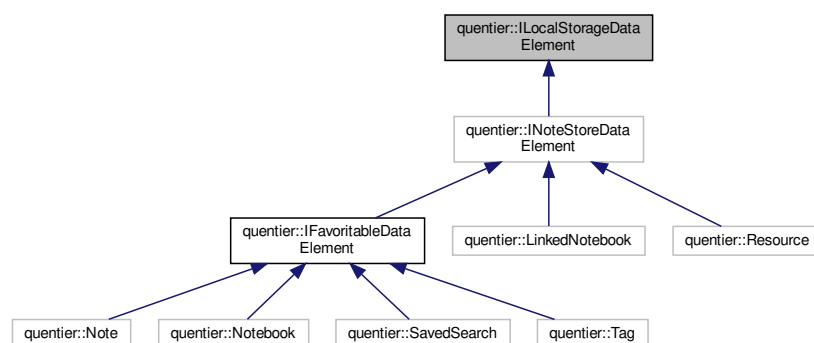 quentier::ILocalStorageData
Element
quentier::INoteStoreData
Element
quentier::IFavoritableData
Element
quentier::LinkedNotebook
quentier::Resource
quentier::Note
quentier::Notebook
quentier::SavedSearch
quentier::Tag